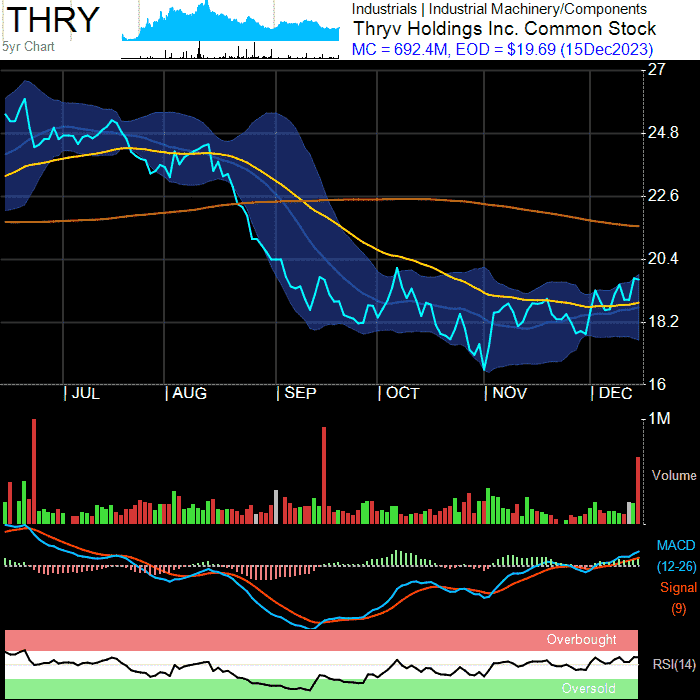 THRY
5yr Chart
Industrials | Industrial Machinery/Components
Thryv Holdings Inc. Common Stock
MC = 692.4M, EOD = $19.69 (15Dec2023)
27
24.8
22.6
20.4
18.2
16
| JUL | AUG | SEP | OCT | NOV | DEC
1M
Volume
MACD
(12-26)
Signal
(9)
Overbought
RSI(14)
Oversold